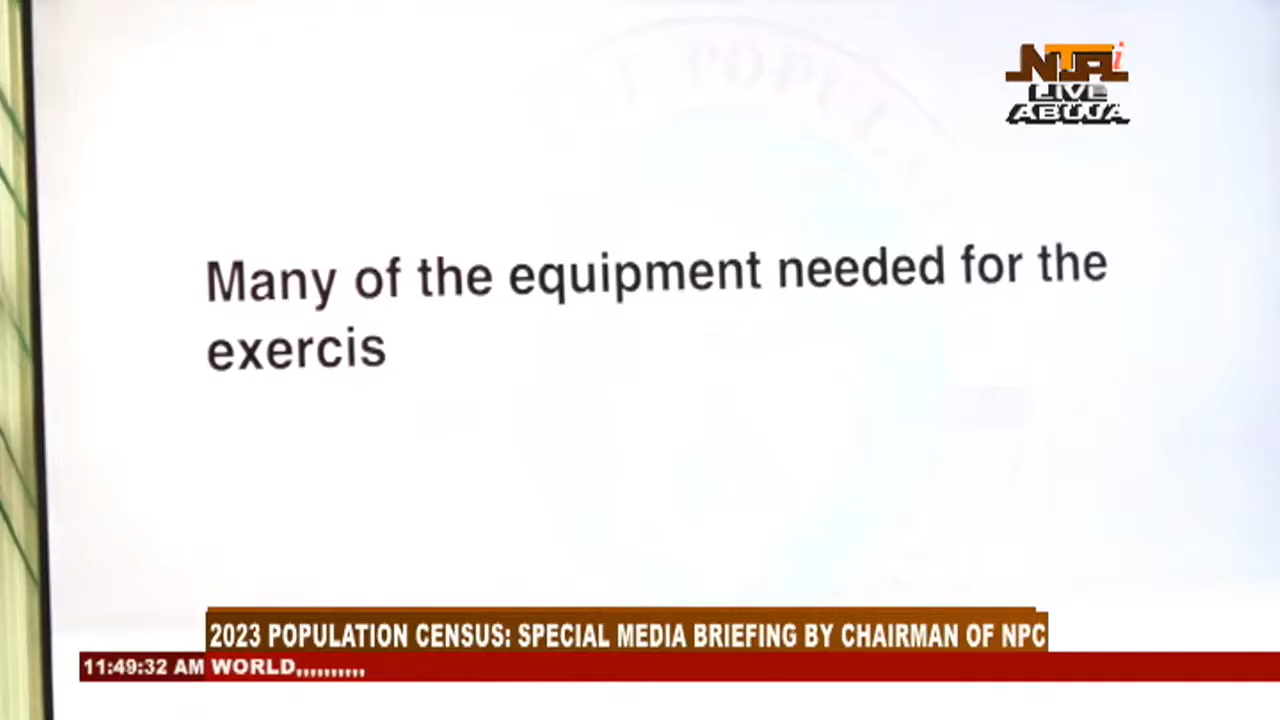 NTAi
LIVE
ABUJA
Many of the equipment needed for the
exercis
2023 POPULATION CENSUS: SPECIAL MEDIA BRIEFING BY CHAIRMAN OF NPC
11:49:32 AM WORLD,,,,,,,,,,